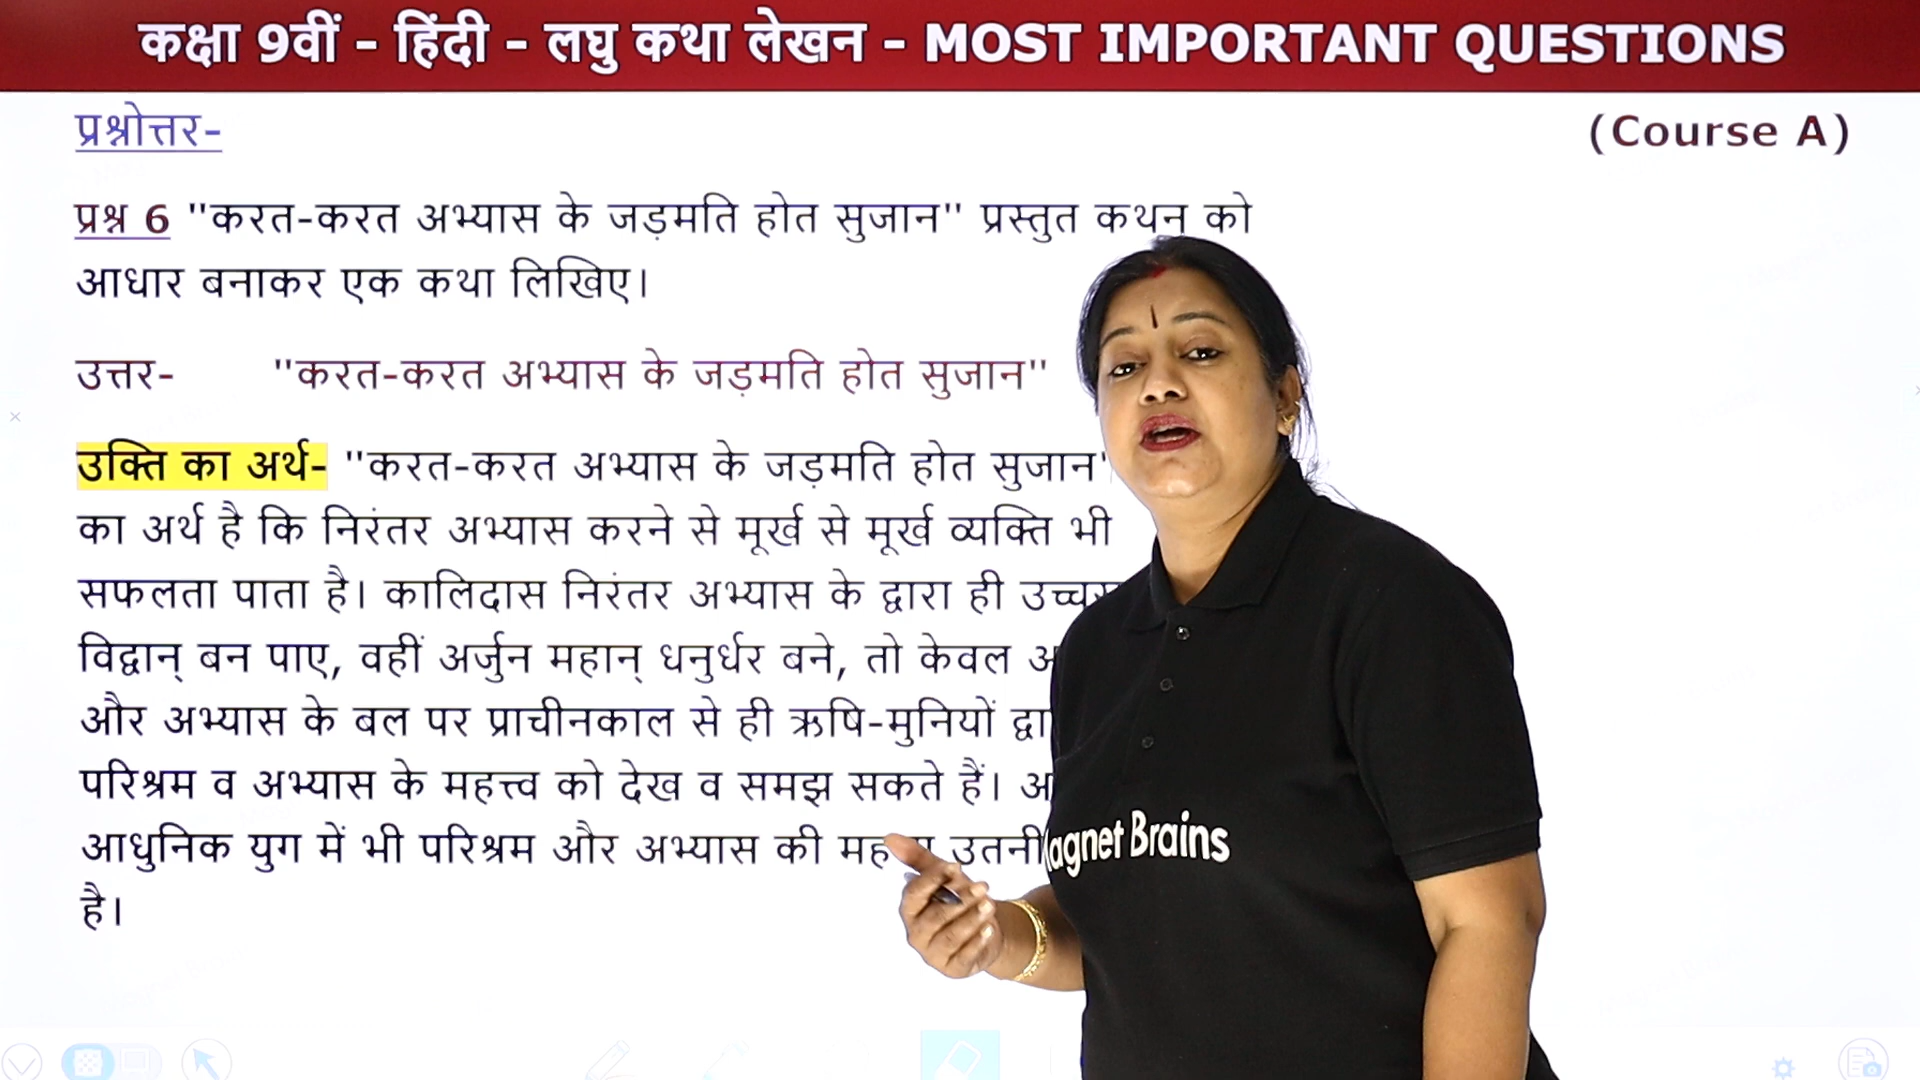 कक्षा 9वीं - हिंदी - लघु कथा लेखन - MOST IMPORTANT QUESTIONS
प्रश्नोत्तर-
(Course A)
प्रश्न 6 "करत-करत अभ्यास के जड़मति होत सुजान" प्रस्तुत कथन को
आधार बनाकर एक कथा लिखिए।
उत्तर- "करत-करत अभ्यास के जड़मति होत सुजान"
उक्ति का अर्थ- "करत-करत अभ्यास के जड़मति होत सुजान"
का अर्थ है कि निरंतर अभ्यास करने से मूर्ख से मूर्ख व्यक्ति भी
सफलता पाता है। कालिदास निरंतर अभ्यास के द्वारा ही
विद्वान् बन पाए, वहीं अर्जुन महान् धनुर्धर बने, तो केवल
और अभ्यास के बल पर प्राचीनकाल से ही ऋषि-मुनियों
परिश्रम व अभ्यास के महत्त्व को देख व समझ सकते हैं।
आधुनिक युग में भी परिश्रम और अभ्यास की उतनी
है।
agnet Brains